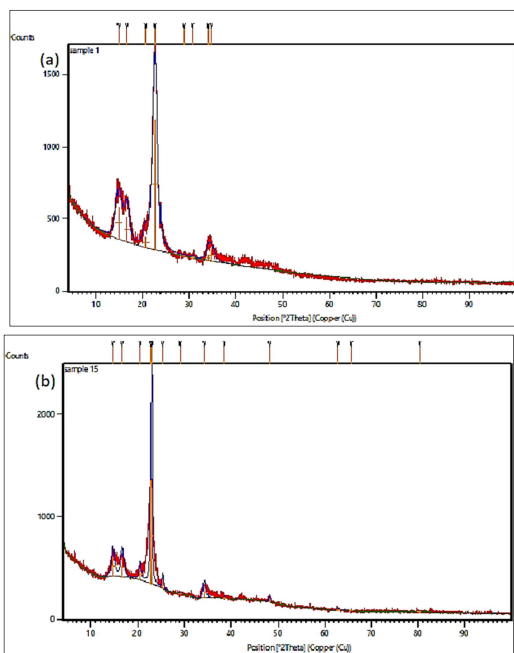 Counts
(a)
sample 1
1500
1000
500
10 20 30 40 50 60 70 80 90
Position [°2Theta] (Copper (Cu)
Counts
(b)
sample 15
2000
1000
0
10 20 30 40 50 60 70 80 90
Position [°2Theta] (Copper (Cu)